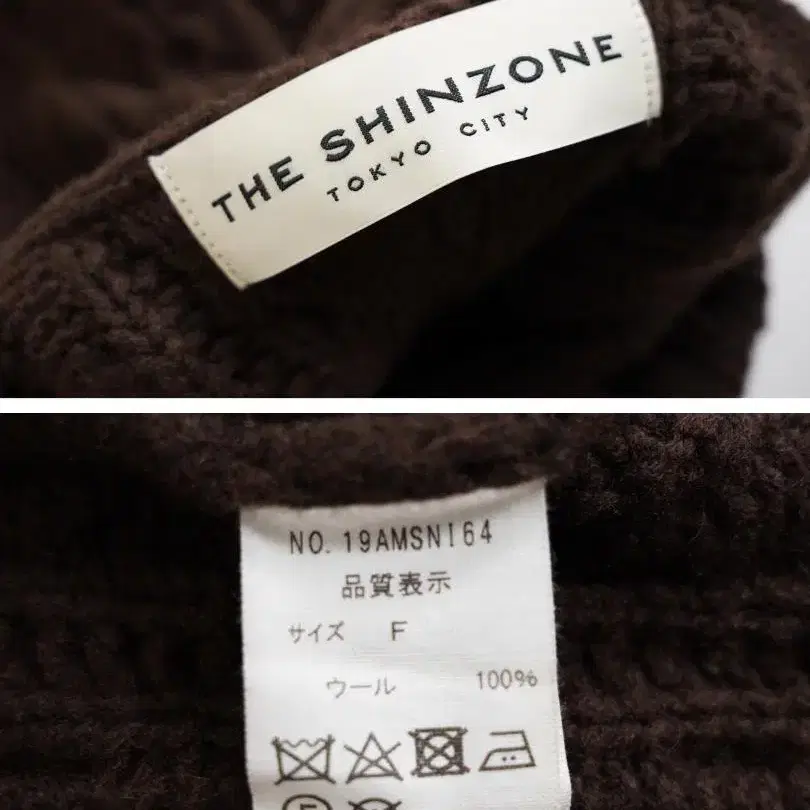 THE SHINZONE
TOKYO CITY
NO. 19AMSNI64
品質表示
サイズ F
ウール 100%